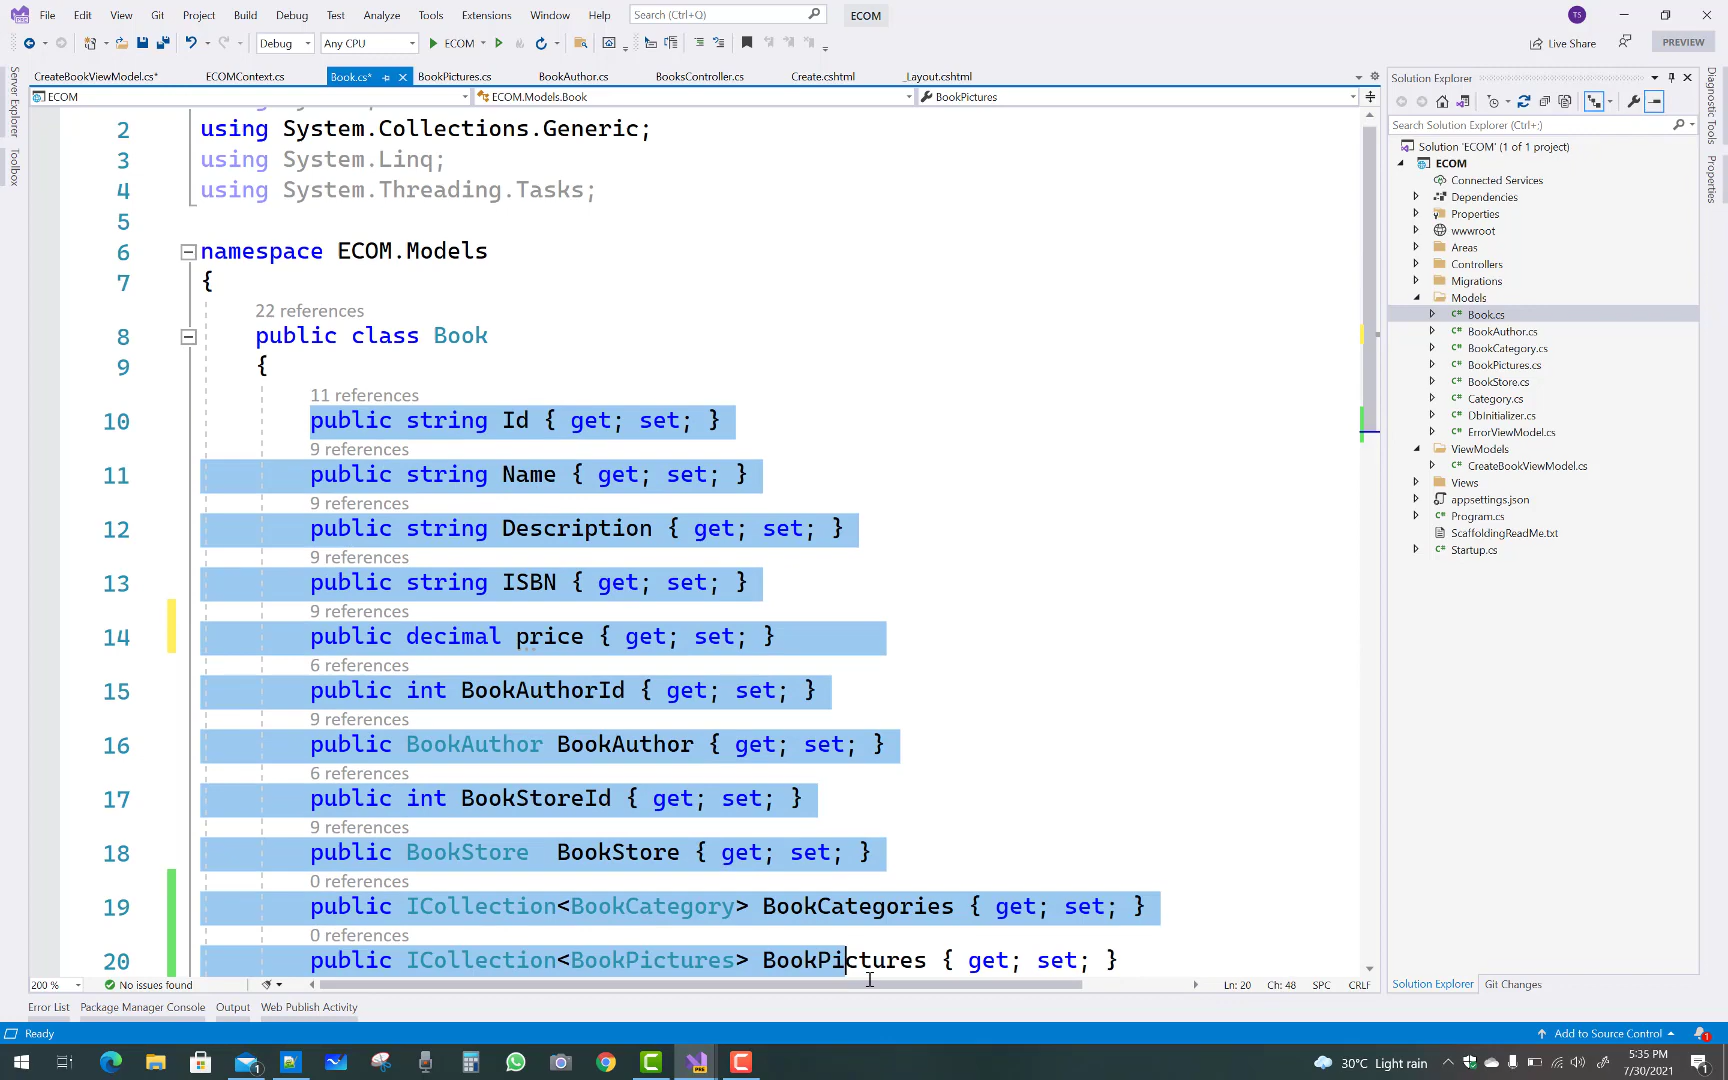 File Edit View Git Project Build Debug Test Analyze Tools Extensions Window Help Search (Ctrl+Q) ECOM TS
Debug Any CPU ECOM Live Share PREVIEW
CreateBookViewModel.cs* ECOMContext.cs Book.cs* BookPictures.cs BookAuthor.cs BooksController.cs Create.cshtml _Layout.cshtml
ECOM ECOM.Models.Book BookPictures
Server Explorer
Toolbox
2 using System.Collections.Generic;
3 using System.Linq;
4 using System.Threading.Tasks;
5
6 namespace ECOM.Models
7 {
22 references
8 public class Book
9 {
11 references
10 public string Id { get; set; }
9 references
11 public string Name { get; set; }
9 references
12 public string Description { get; set; }
9 references
13 public string ISBN { get; set; }
9 references
14 public decimal price { get; set; }
6 references
15 public int BookAuthorId { get; set; }
9 references
16 public BookAuthor BookAuthor { get; set; }
6 references
17 public int BookStoreId { get; set; }
9 references
18 public BookStore  BookStore { get; set; }
0 references
19 public ICollection<BookCategory> BookCategories { get; set; }
0 references
20 public ICollection<BookPictures> BookPictures { get; set; }
200 % No issues found Ln: 20 Ch: 48 SPC CRLF
Solution Explorer
Search Solution Explorer (Ctrl+;)
Solution 'ECOM' (1 of 1 project)
ECOM
Connected Services
Dependencies
Properties
wwwroot
Areas
Controllers
Migrations
Models
C# Book.cs
C# BookAuthor.cs
C# BookCategory.cs
C# BookPictures.cs
C# BookStore.cs
C# Category.cs
C# DbInitializer.cs
C# ErrorViewModel.cs
ViewModels
C# CreateBookViewModel.cs
Views
appsettings.json
C# Program.cs
ScaffoldingReadMe.txt
C# Startup.cs
Solution Explorer Git Changes
Diagnostic Tools
Properties
Error List Package Manager Console Output Web Publish Activity
Ready Add to Source Control 1
1 PRE 30°C Light rain 5:35 PM
7/30/2021 1